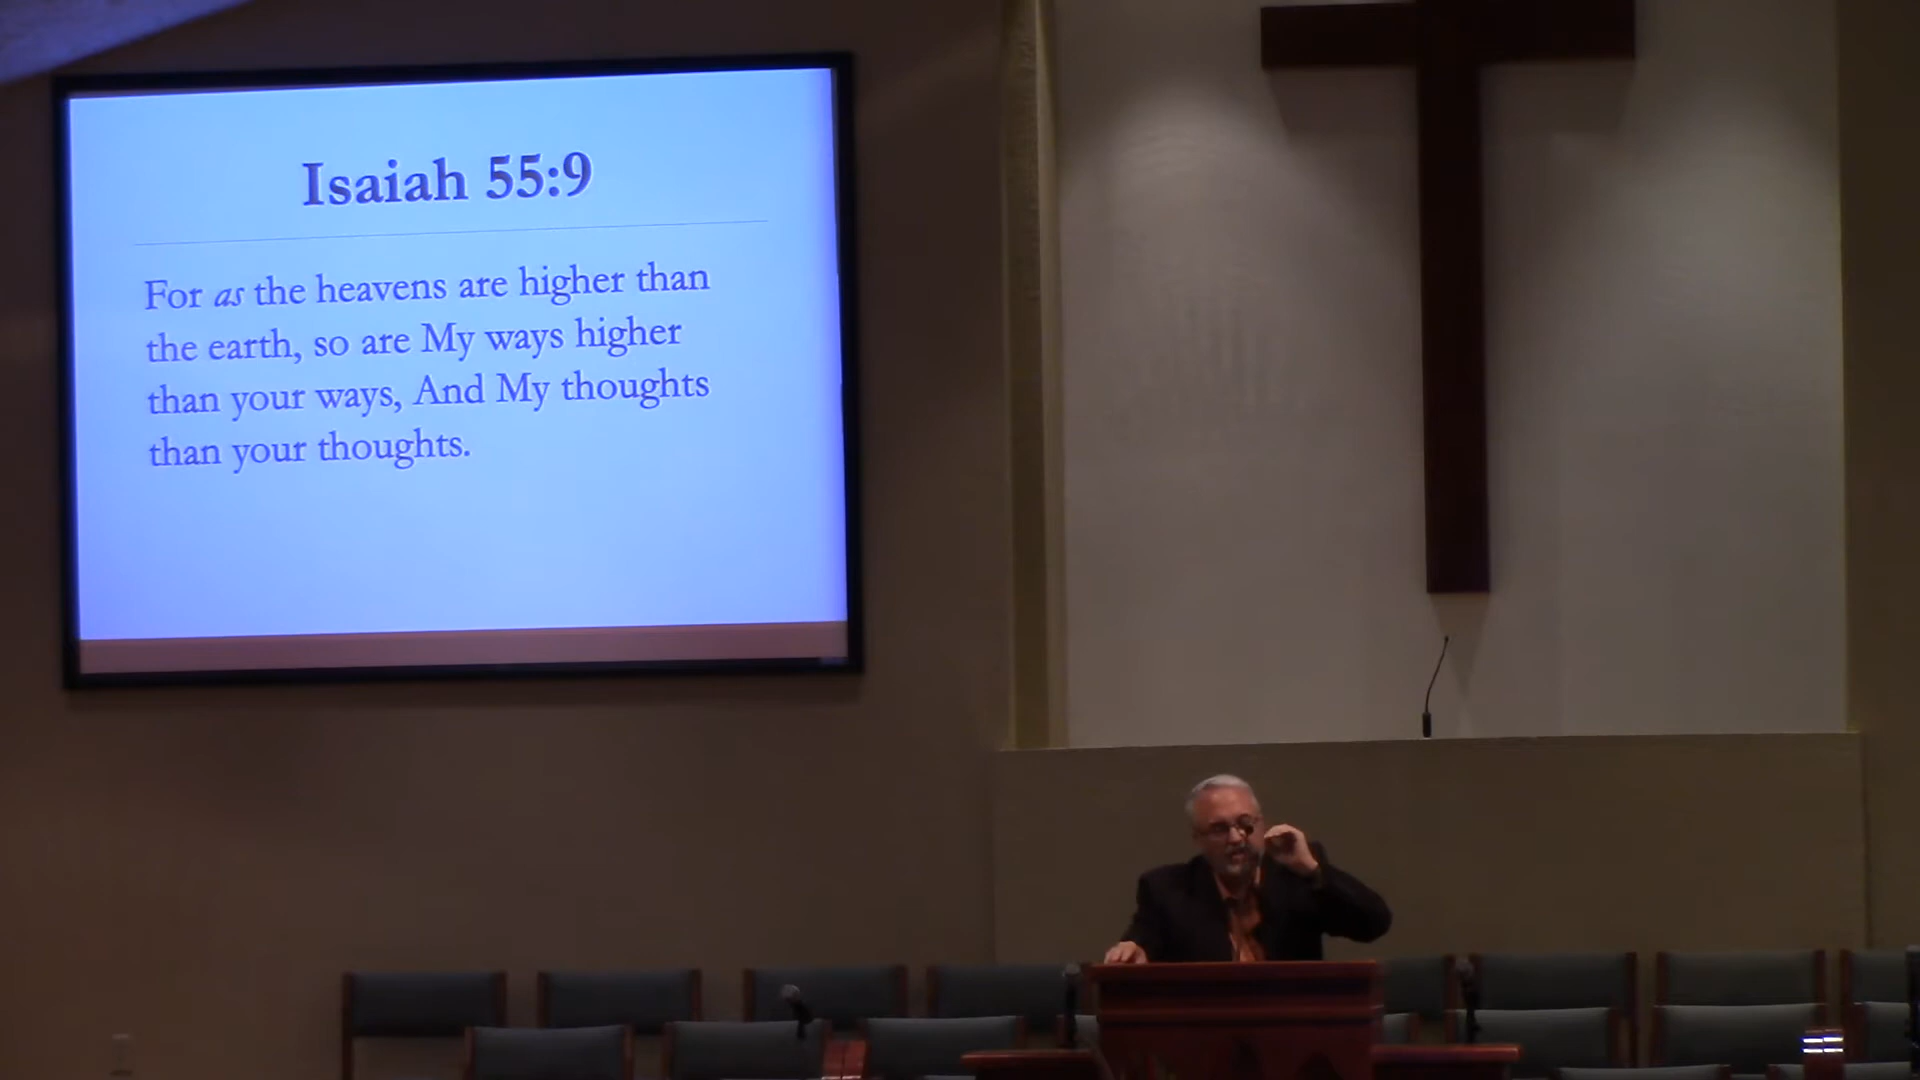 Isaiah 55:9
For as the heavens are higher than
the earth, so are My ways higher
than your ways, And My thoughts
than your thoughts.